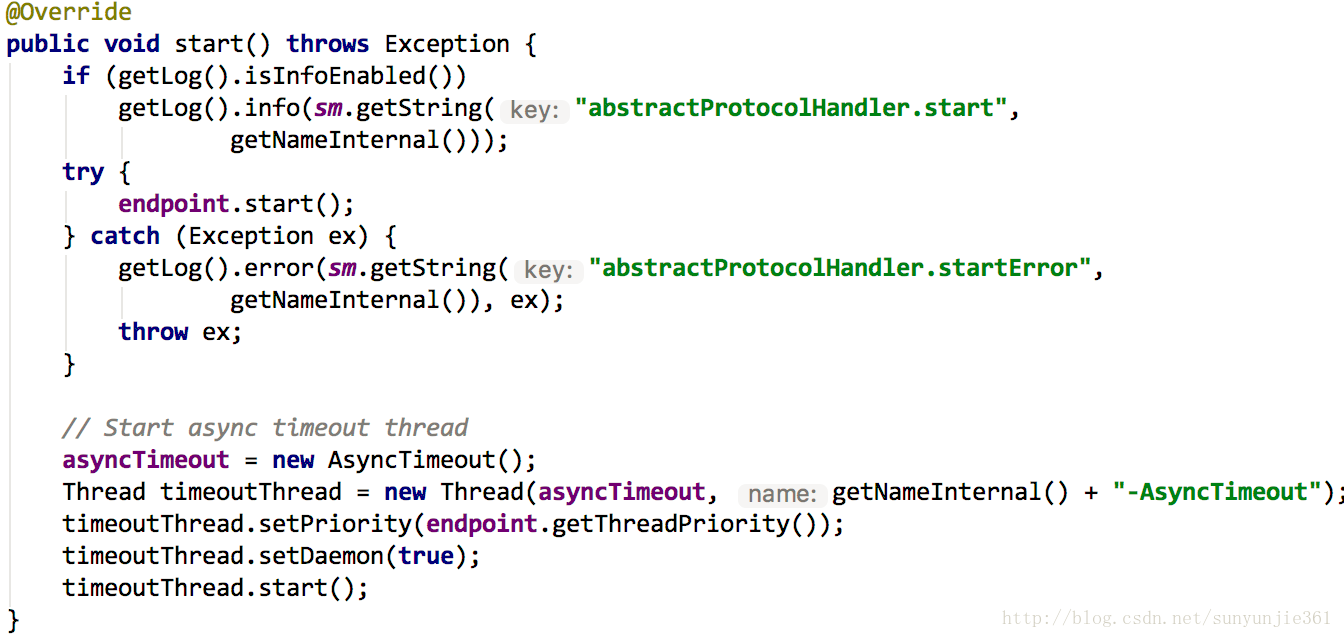 @Override
public void start() throws Exception {
    if (getLog().isInfoEnabled())
        getLog().info(sm.getString( key: "abstractProtocolHandler.start",
                getNameInternal()));
    try {
        endpoint.start();
    } catch (Exception ex) {
        getLog().error(sm.getString( key: "abstractProtocolHandler.startError",
                getNameInternal()), ex);
        throw ex;
    }

    // Start async timeout thread
    asyncTimeout = new AsyncTimeout();
    Thread timeoutThread = new Thread(asyncTimeout, name: getNameInternal() + "-AsyncTimeout");
    timeoutThread.setPriority(endpoint.getThreadPriority());
    timeoutThread.setDaemon(true);
    timeoutThread.start();
}
http://blog.csdn.net/sunyunjie361